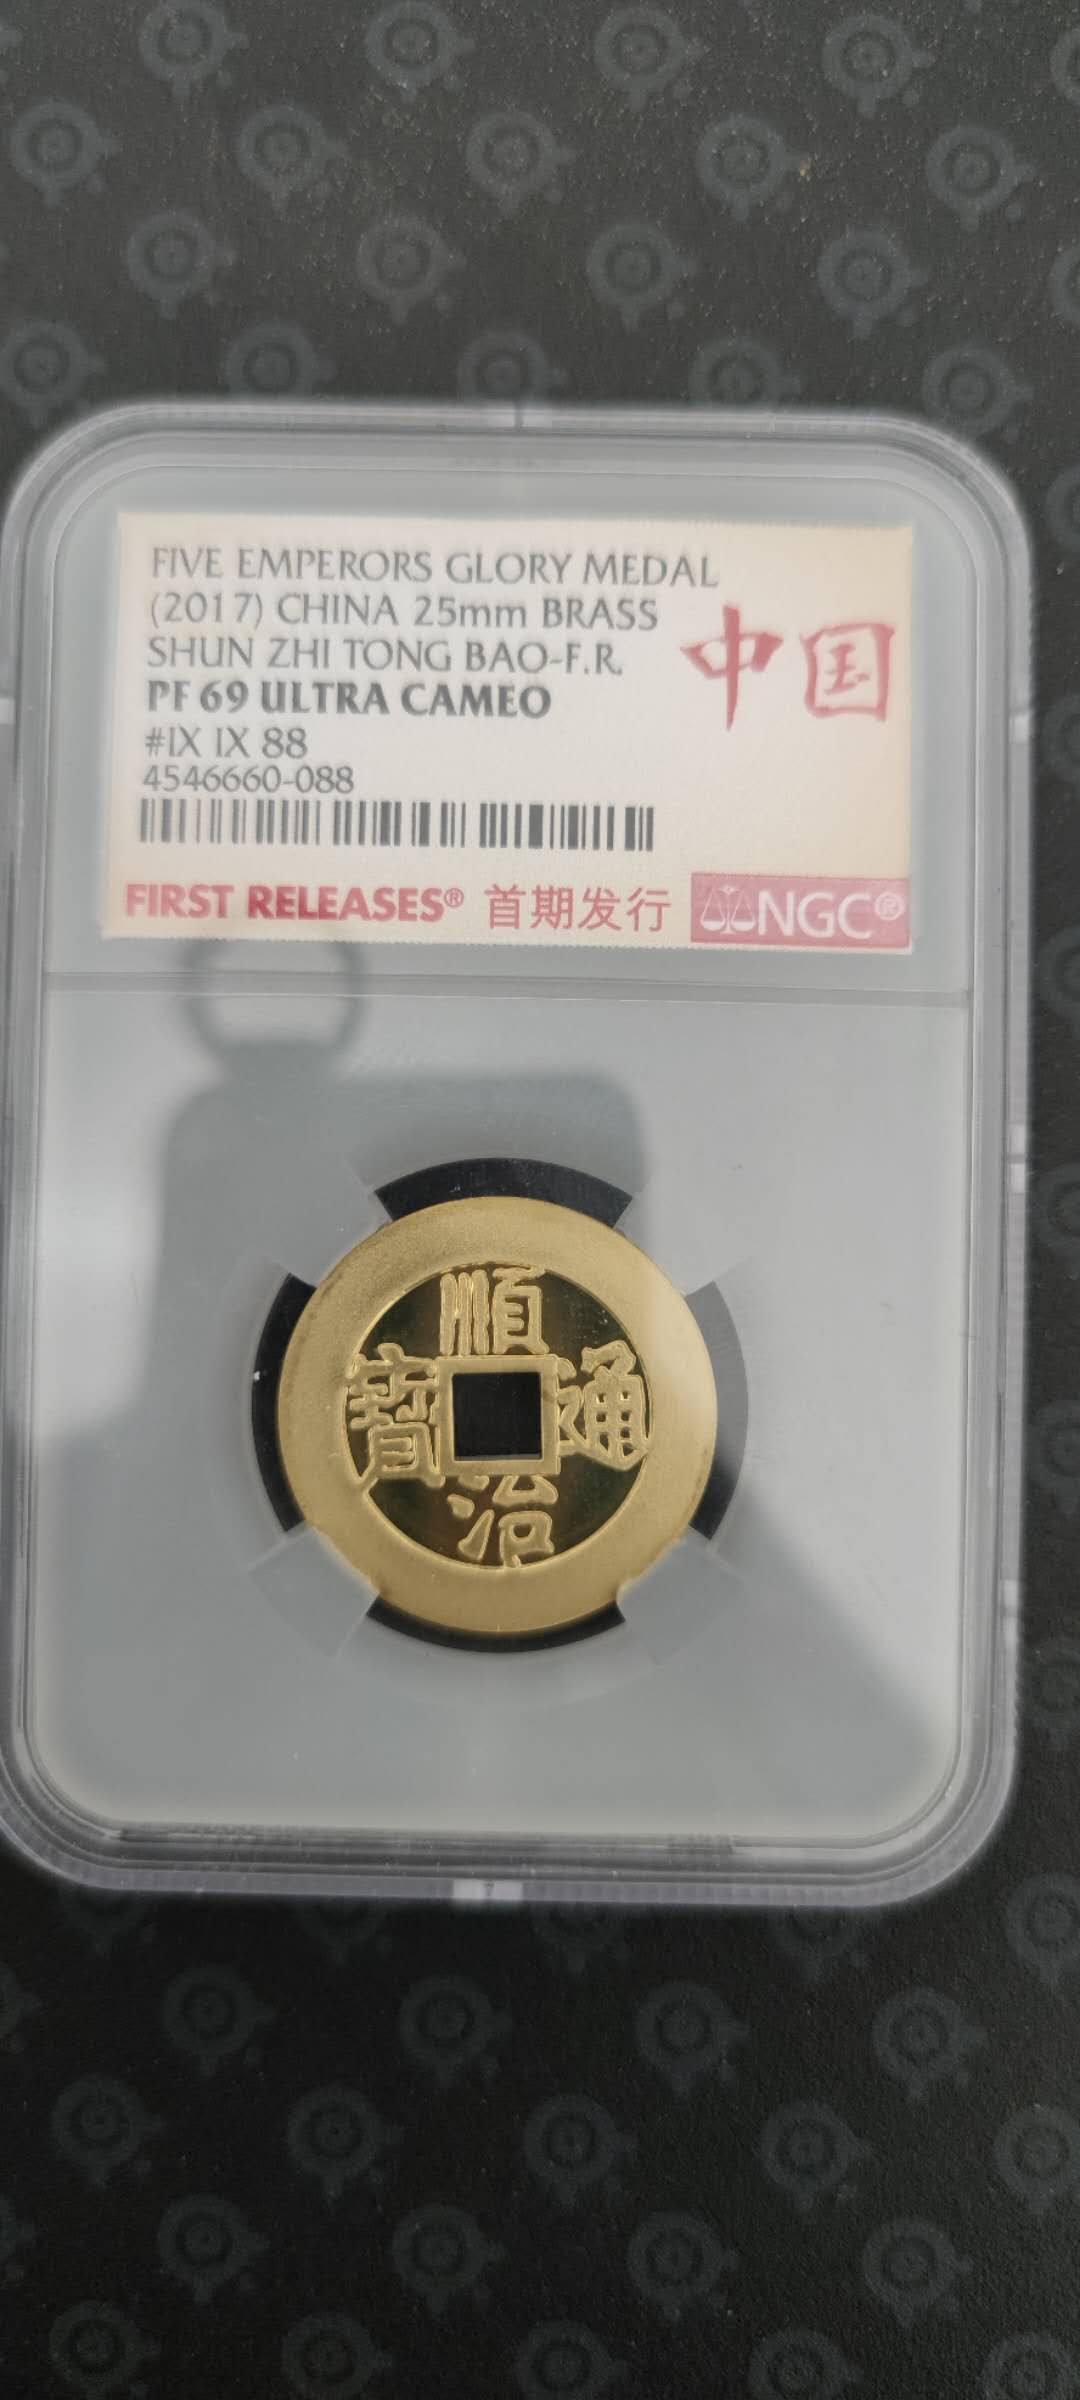 FIVE EMPERORS GLORY MEDAL
(2017) CHINA 25mm BRASS
SHUN ZHI TONG BAO-F.R.
PF 69 ULTRA CAMEO
#IX IX 88
4546660-088
中国
FIRST RELEASES® 首期发行 NGC®
順
寶 通
治